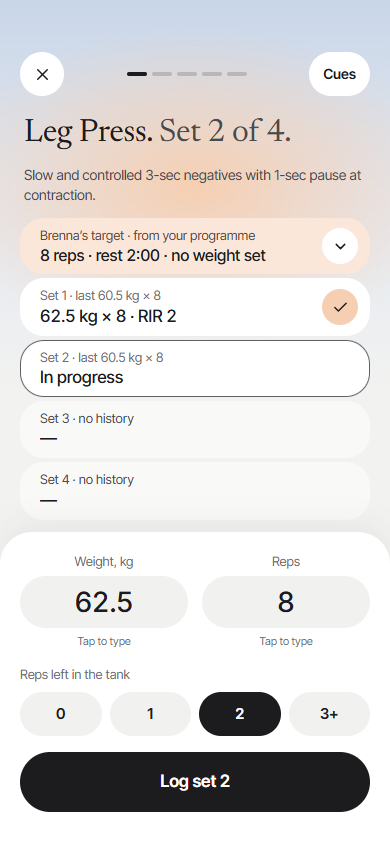 Cues
Leg Press. Set 2 of 4.
Slow and controlled 3-sec negatives with 1-sec pause at
contraction.
Brenna’s target · from your programme
8 reps · rest 2:00 · no weight set
Set 1 · last 60.5 kg × 8
62.5 kg × 8 · RIR 2
Set 2 · last 60.5 kg × 8
In progress
Set 3 · no history
—
Set 4 · no history
—
Weight, kg
Reps
62.5
8
Tap to type
Tap to type
Reps left in the tank
0
1
2
3+
Log set 2